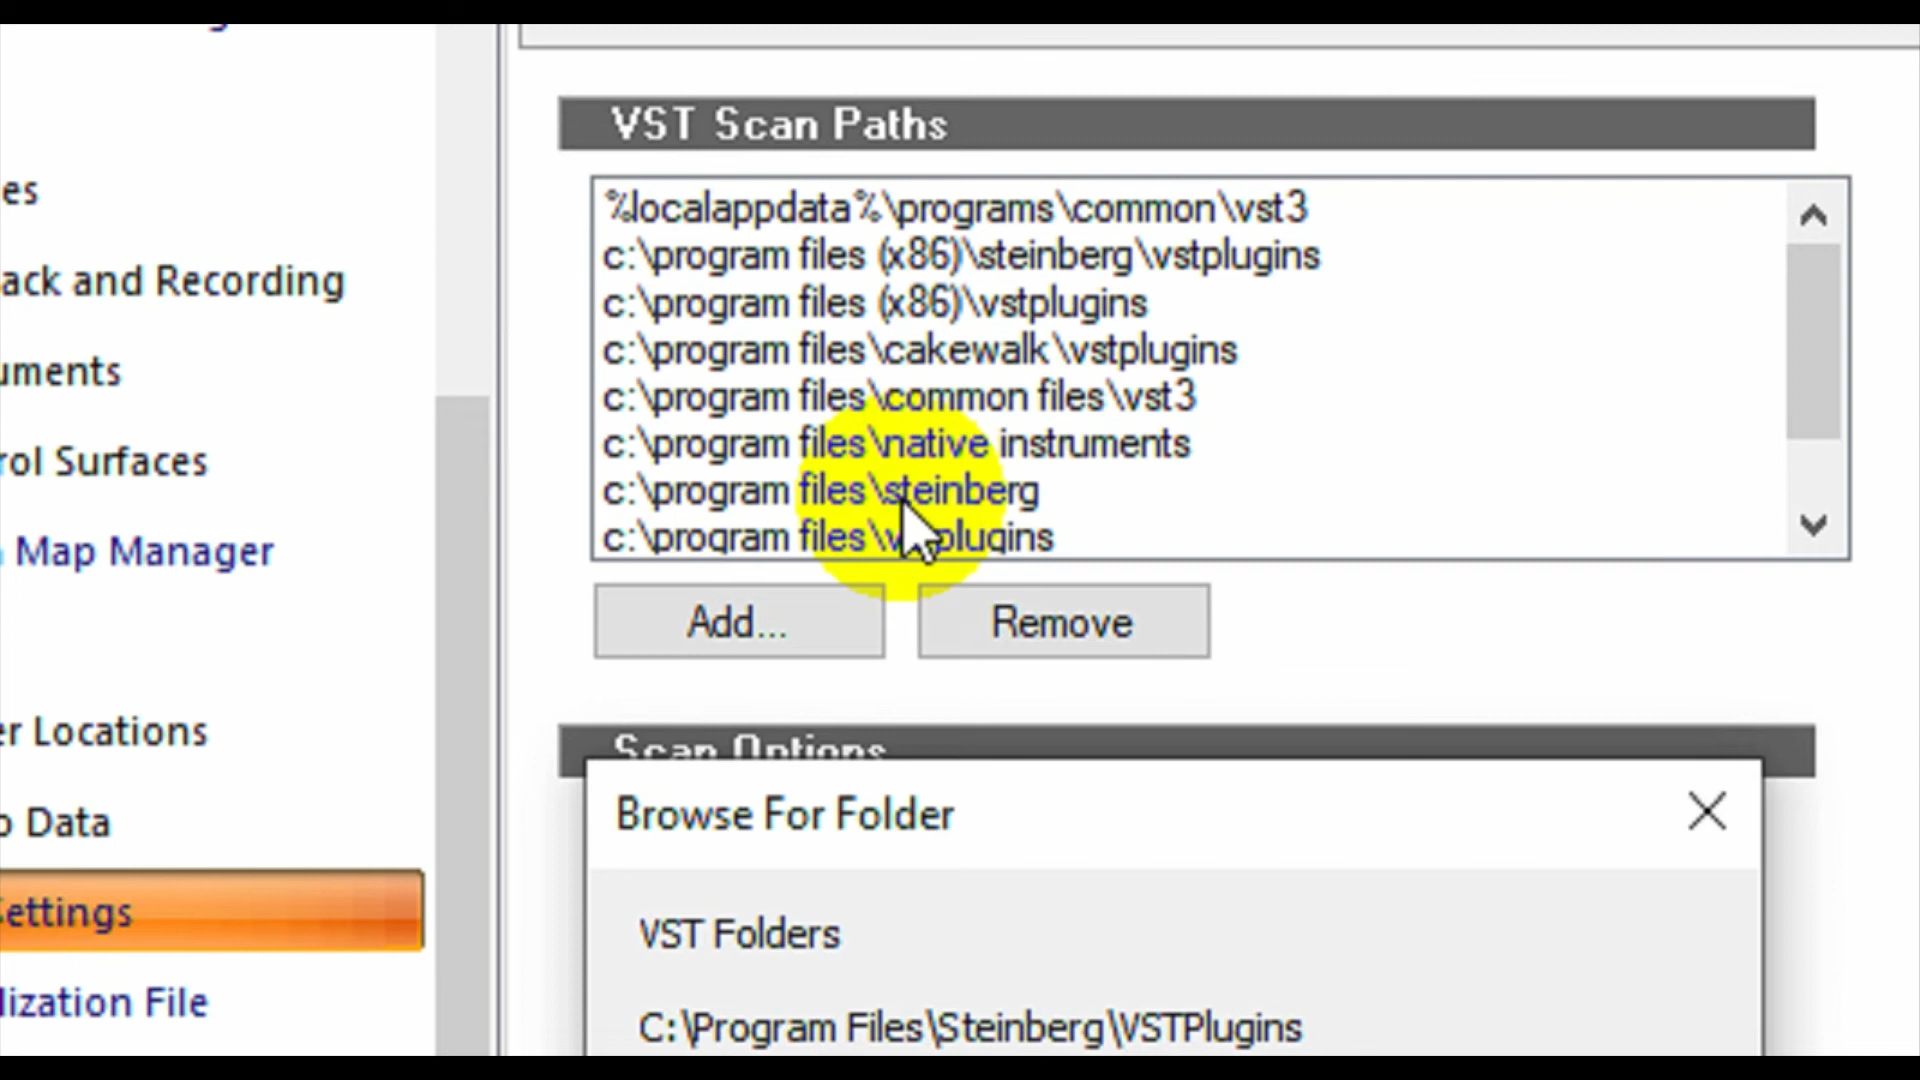 VST Scan Paths
%localappdata%\programs\common\vst3
c:\program files (x86)\steinberg\vstplugins
c:\program files (x86)\vstplugins
c:\program files\cakewalk\vstplugins
c:\program files\common files\vst3
c:\program files\native instruments
c:\program files\steinberg
c:\program files\v plugins
Add...
Remove
Scan Options
Browse For Folder
VST Folders
C:\Program Files\Steinberg\VSTPlugins
es
ack and Recording
uments
rol Surfaces
Map Manager
er Locations
o Data
Settings
lization File